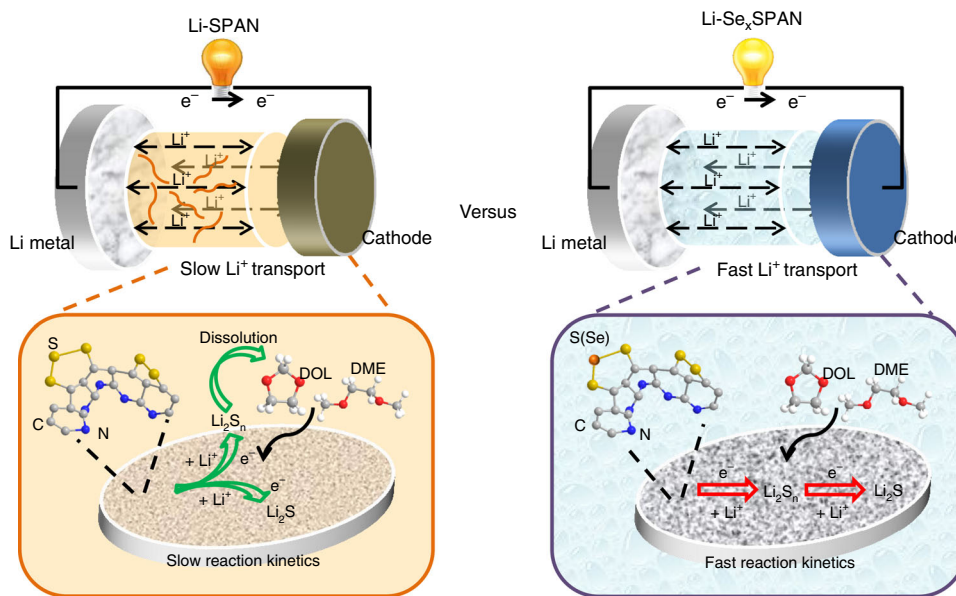 Li-SPAN
e⁻ e⁻
Li⁺
Li⁺
Li⁺
Li⁺
Li⁺
Li metal
Cathode
Slow Li⁺ transport
Versus
Li-SeₓSPAN
e⁻ e⁻
Li⁺
Li⁺
Li⁺
Li⁺
Li⁺
Li metal
Cathode
Fast Li⁺ transport
S
C
N
Dissolution
DOL
DME
Li₂Sₙ
+ Li⁺
e⁻
+ Li⁺
e⁻
Li₂S
Slow reaction kinetics
S(Se)
C
N
DOL
DME
e⁻
+ Li⁺
Li₂Sₙ
e⁻
+ Li⁺
Li₂S
Fast reaction kinetics